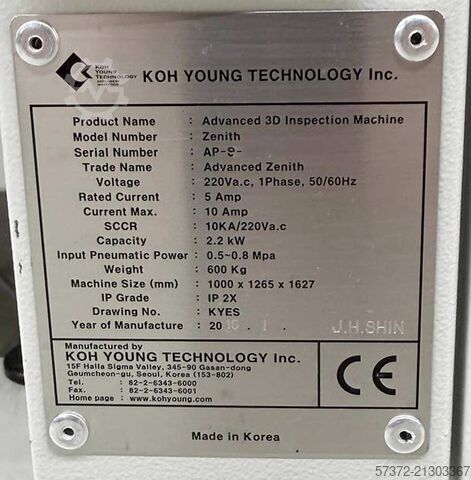 KOH
YOUNG
TECHNOLOGY
KOH YOUNG TECHNOLOGY Inc.
Product Name : Advanced 3D Inspection Machine
Model Number : Zenith
Serial Number : AP-S-
Trade Name : Advanced Zenith
Voltage : 220Va.c, 1Phase, 50/60Hz
Rated Current : 5 Amp
Current Max. : 10 Amp
SCCR : 10KA/220Va.c
Capacity : 2.2 kW
Input Pneumatic Power : 0.5~0.8 Mpa
Weight : 600 Kg
Machine Size (mm) : 1000 x 1265 x 1627
IP Grade : IP 2X
Drawing No. : KYES
Year of Manufacture : 20 . 1 . J.H.SHIN
Manufactured by
KOH YOUNG TECHNOLOGY Inc.
15F Halla Sigma Valley, 345-90 Gasan-dong
Geumcheon-gu, Seoul, Korea (153-802)
Tel. : 82-2-6343-6000
Fax. : 82-2-6343-6001
Home page : www.kohyoung.com
CE
Made in Korea
57372-21303367